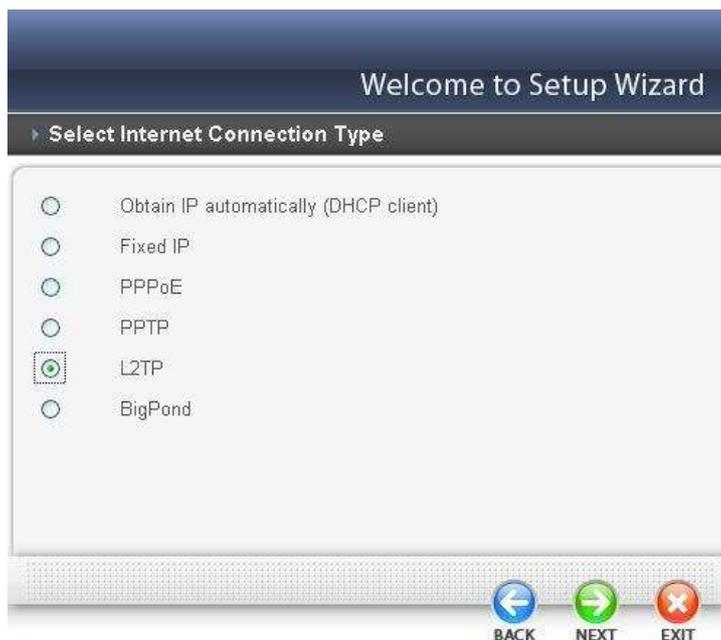 Welcome to Setup Wizard
Select Internet Connection Type
Obtain IP automatically (DHCP client)
Fixed IP
PPPoE
PPTP
L2TP
BigPond
BACK NEXT EXIT